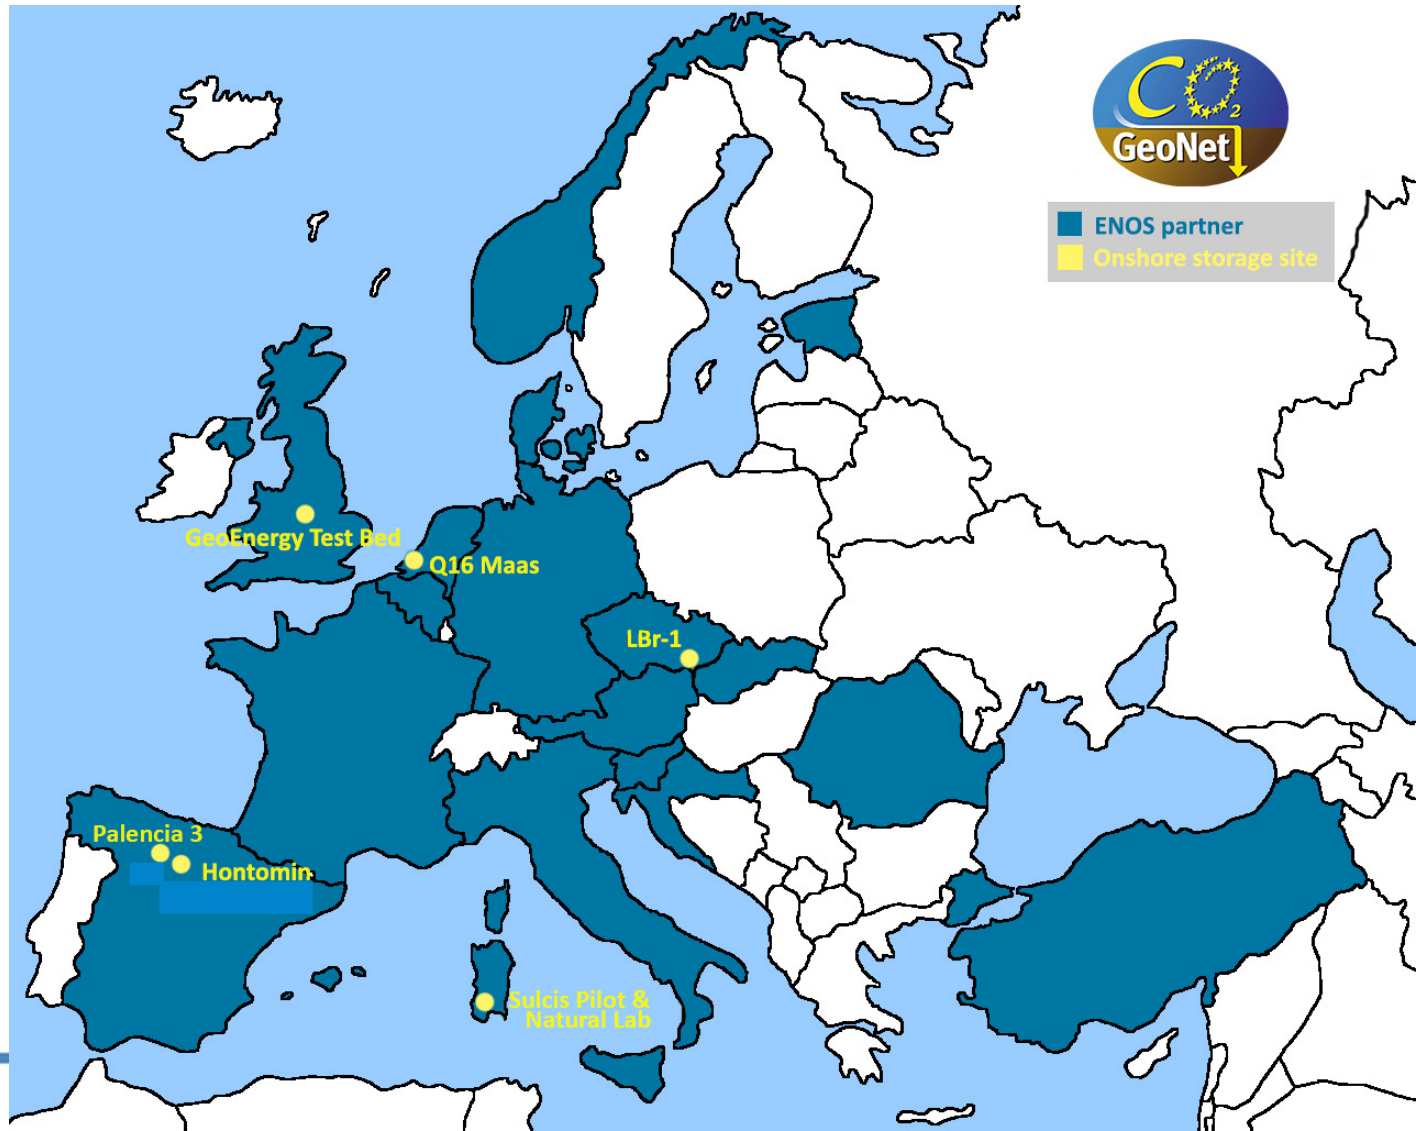 CO2
GeoNet
ENOS partner
Onshore storage site
GeoEnergy Test Bed
Q16 Maas
LBr-1
Palencia 3
Hontomin
Sulcis Pilot &
Natural Lab